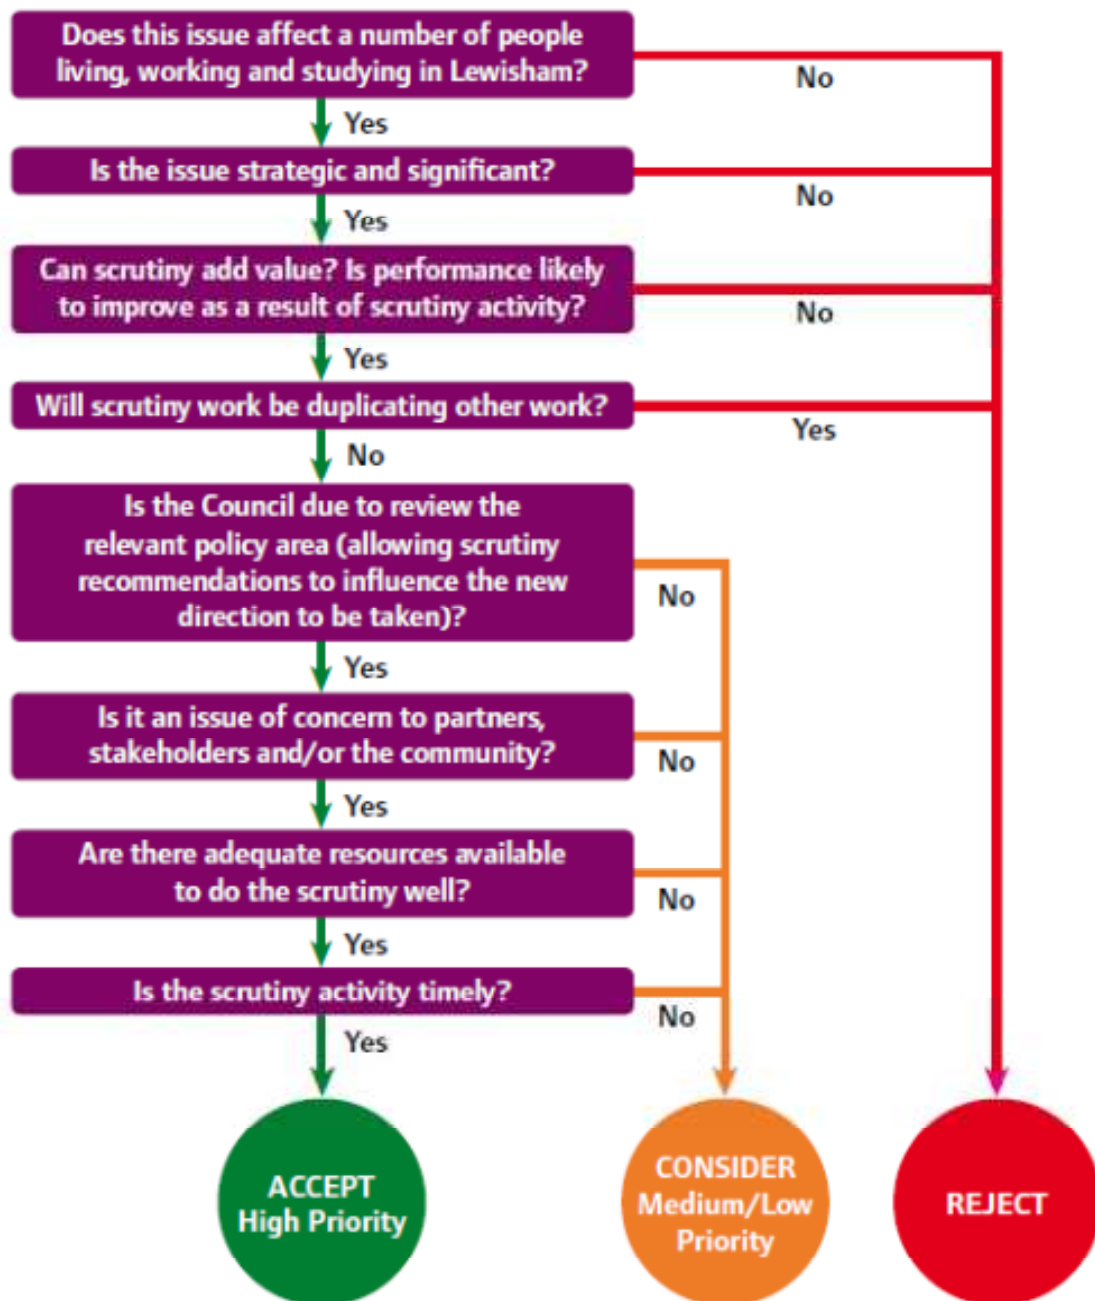 Does this issue affect a number of people
living, working and studying in Lewisham?
No
Yes
Is the issue strategic and significant?
No
Yes
Can scrutiny add value? Is performance likely
to improve as a result of scrutiny activity?
No
Yes
Will scrutiny work be duplicating other work?
Yes
No
Is the Council due to review the
relevant policy area (allowing scrutiny
recommendations to influence the new
direction to be taken)?
No
Yes
Is it an issue of concern to partners,
stakeholders and/or the community?
No
Yes
Are there adequate resources available
to do the scrutiny well?
No
Yes
Is the scrutiny activity timely?
No
Yes
ACCEPT
High Priority
CONSIDER
Medium/Low
Priority
REJECT